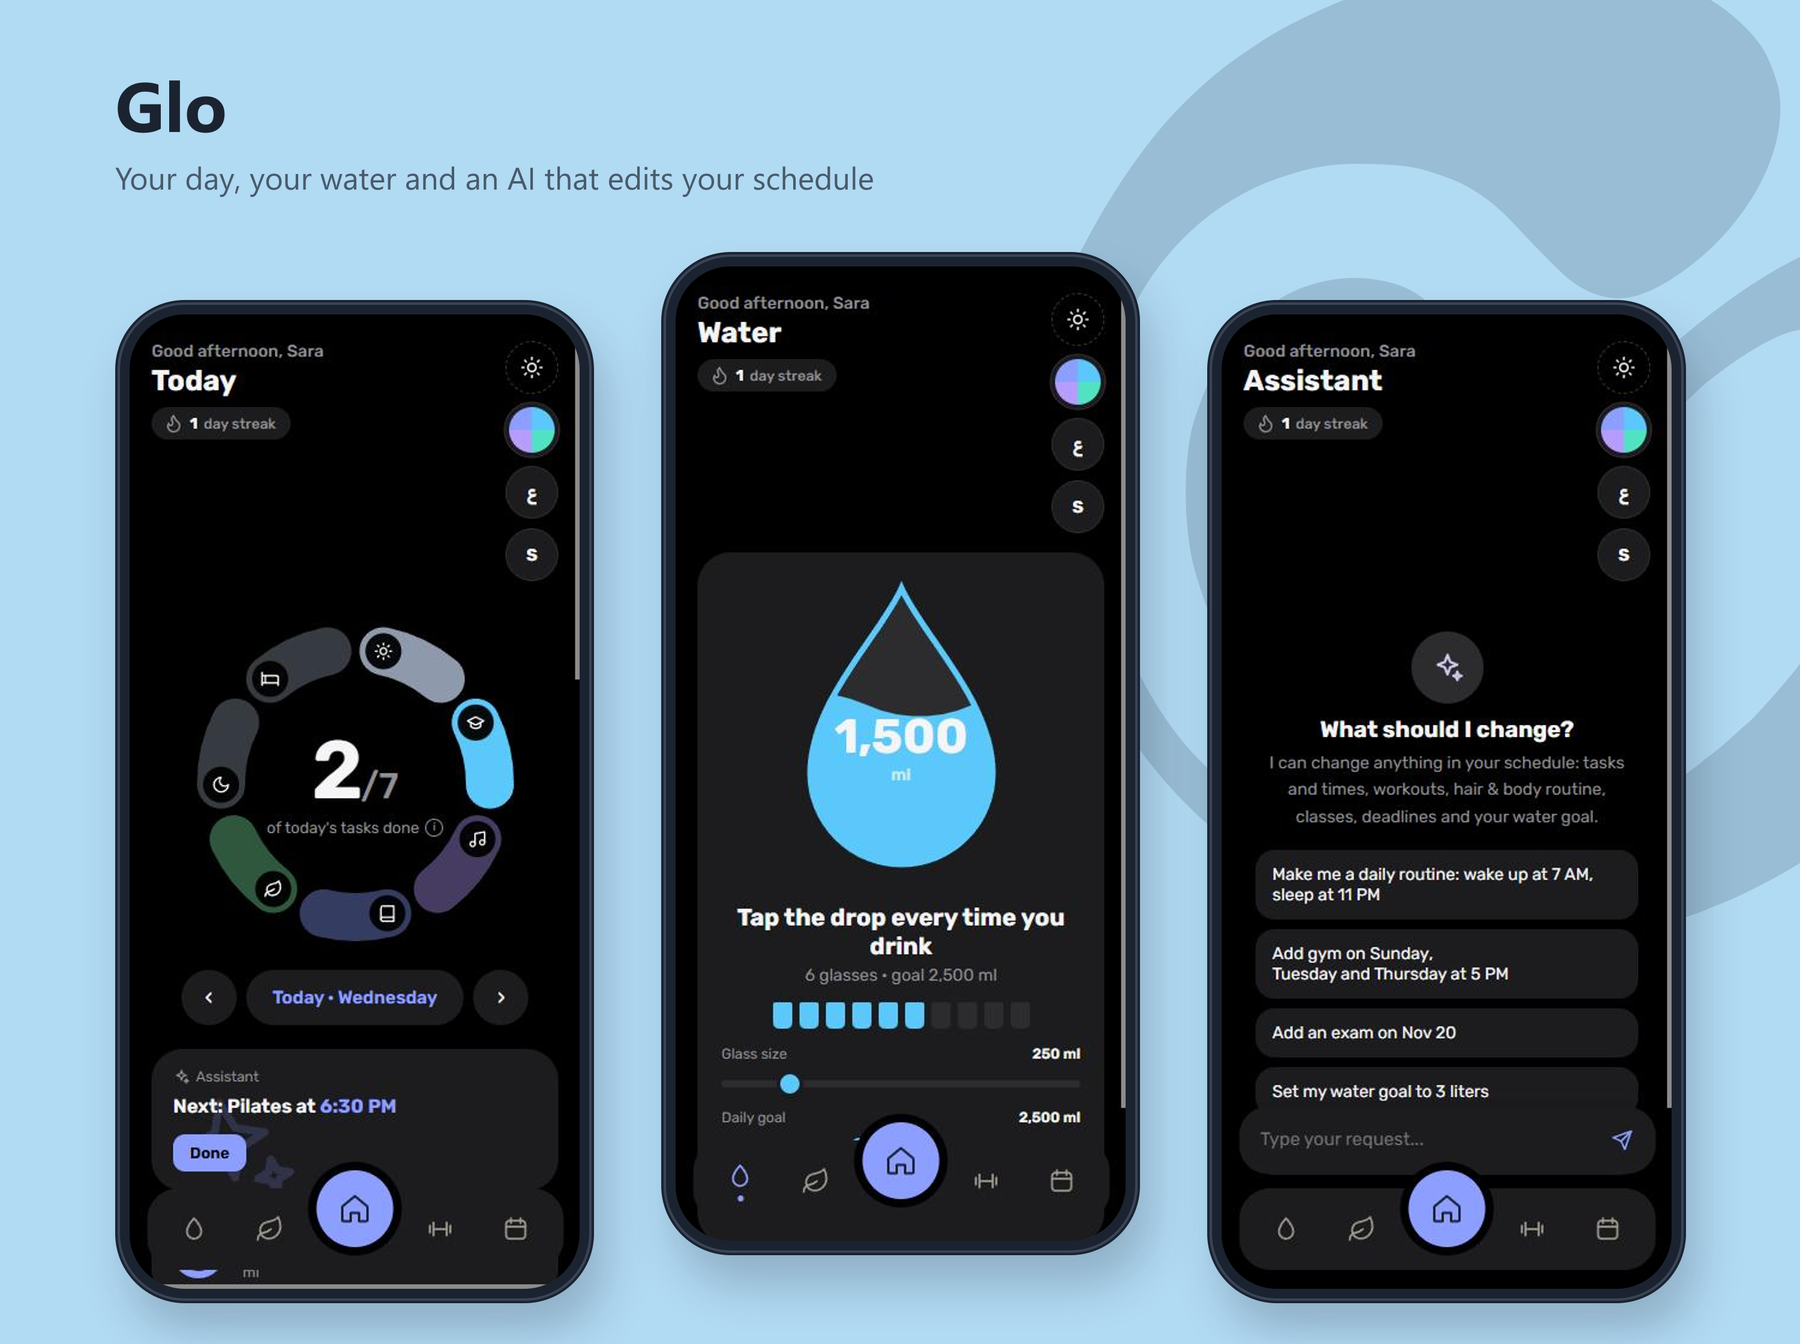 Glo
Your day, your water and an AI that edits your schedule
Good afternoon, Sara
Today
1 day streak
ع
S
2/7
of today's tasks done
Today • Wednesday
Assistant
Next: Pilates at 6:30 PM
Done
ml
Good afternoon, Sara
Water
1 day streak
ع
S
1,500
ml
Tap the drop every time you
drink
6 glasses • goal 2,500 ml
Glass size 250 ml
Daily goal 2,500 ml
Good afternoon, Sara
Assistant
1 day streak
ع
S
What should I change?
I can change anything in your schedule: tasks
and times, workouts, hair & body routine,
classes, deadlines and your water goal.
Make me a daily routine: wake up at 7 AM,
sleep at 11 PM
Add gym on Sunday,
Tuesday and Thursday at 5 PM
Add an exam on Nov 20
Set my water goal to 3 liters
Type your request...